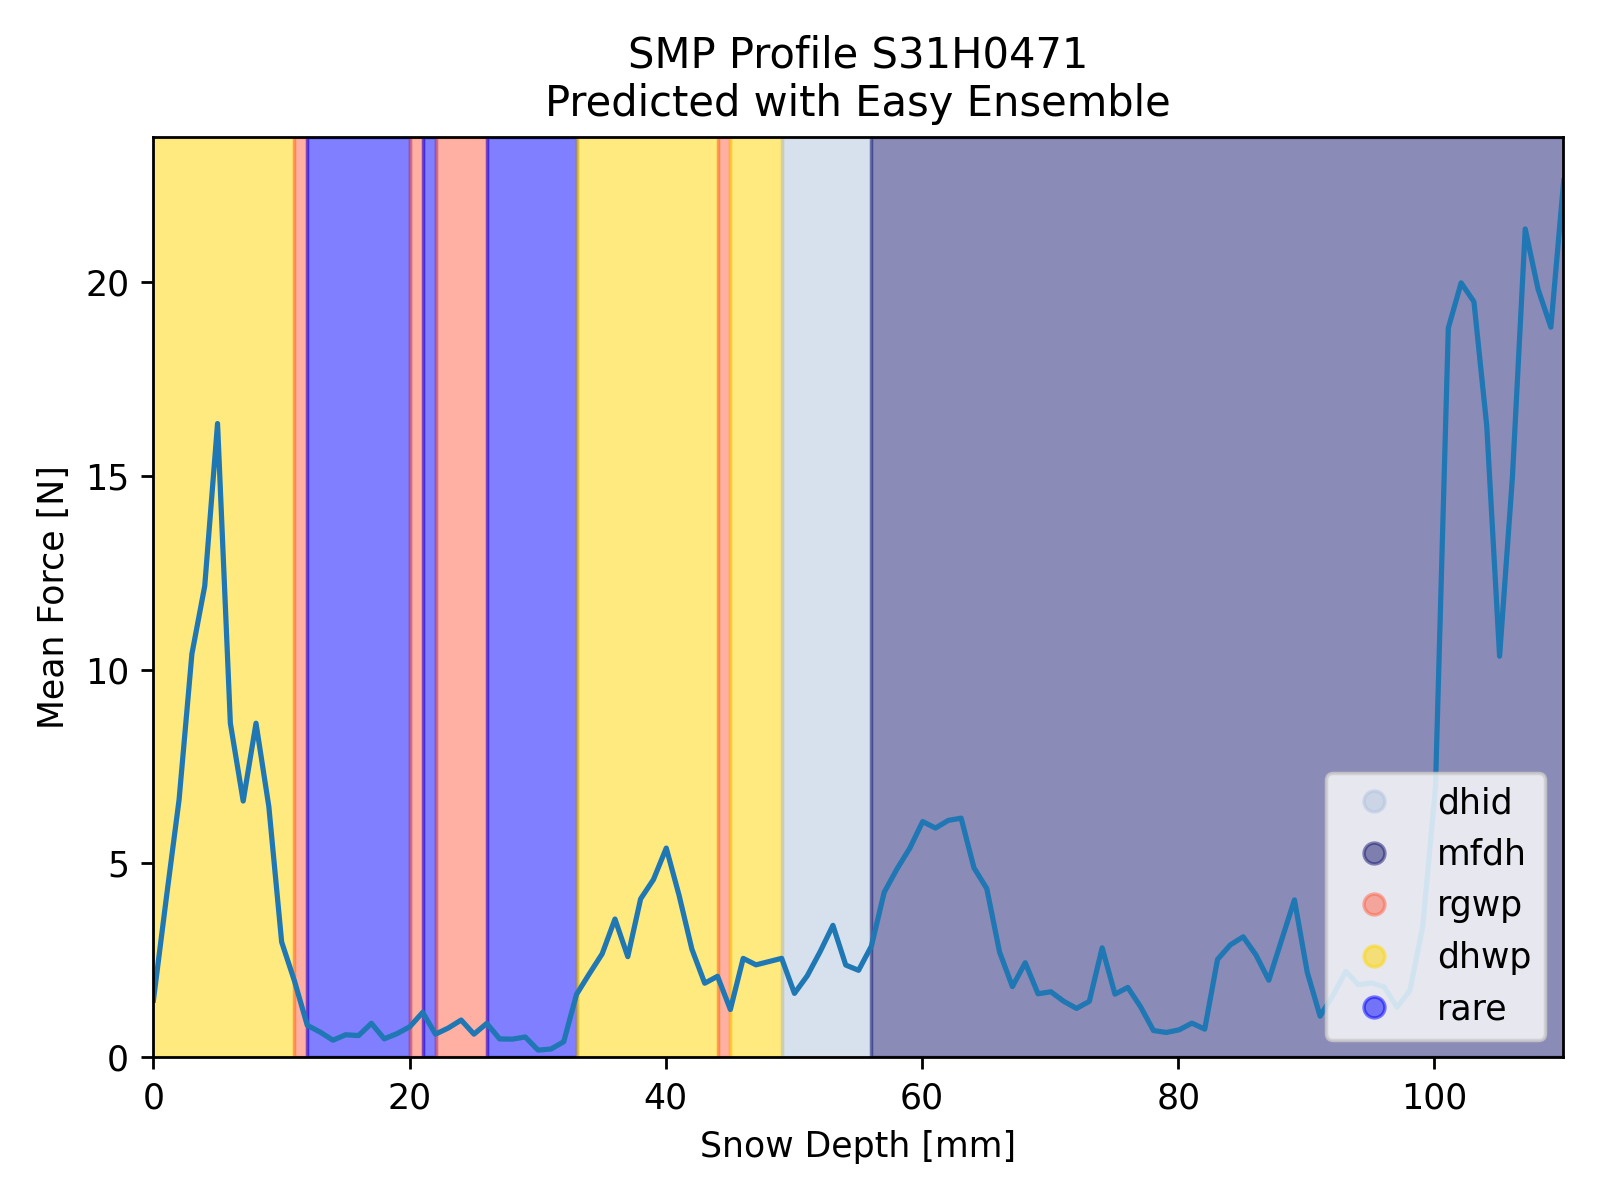 SMP Profile S31H0471
Predicted with Easy Ensemble
Mean Force [N]
20
15
10
5
0
dhid
mfdh
rgwp
dhwp
rare
0 20 40 60 80 100
Snow Depth [mm]